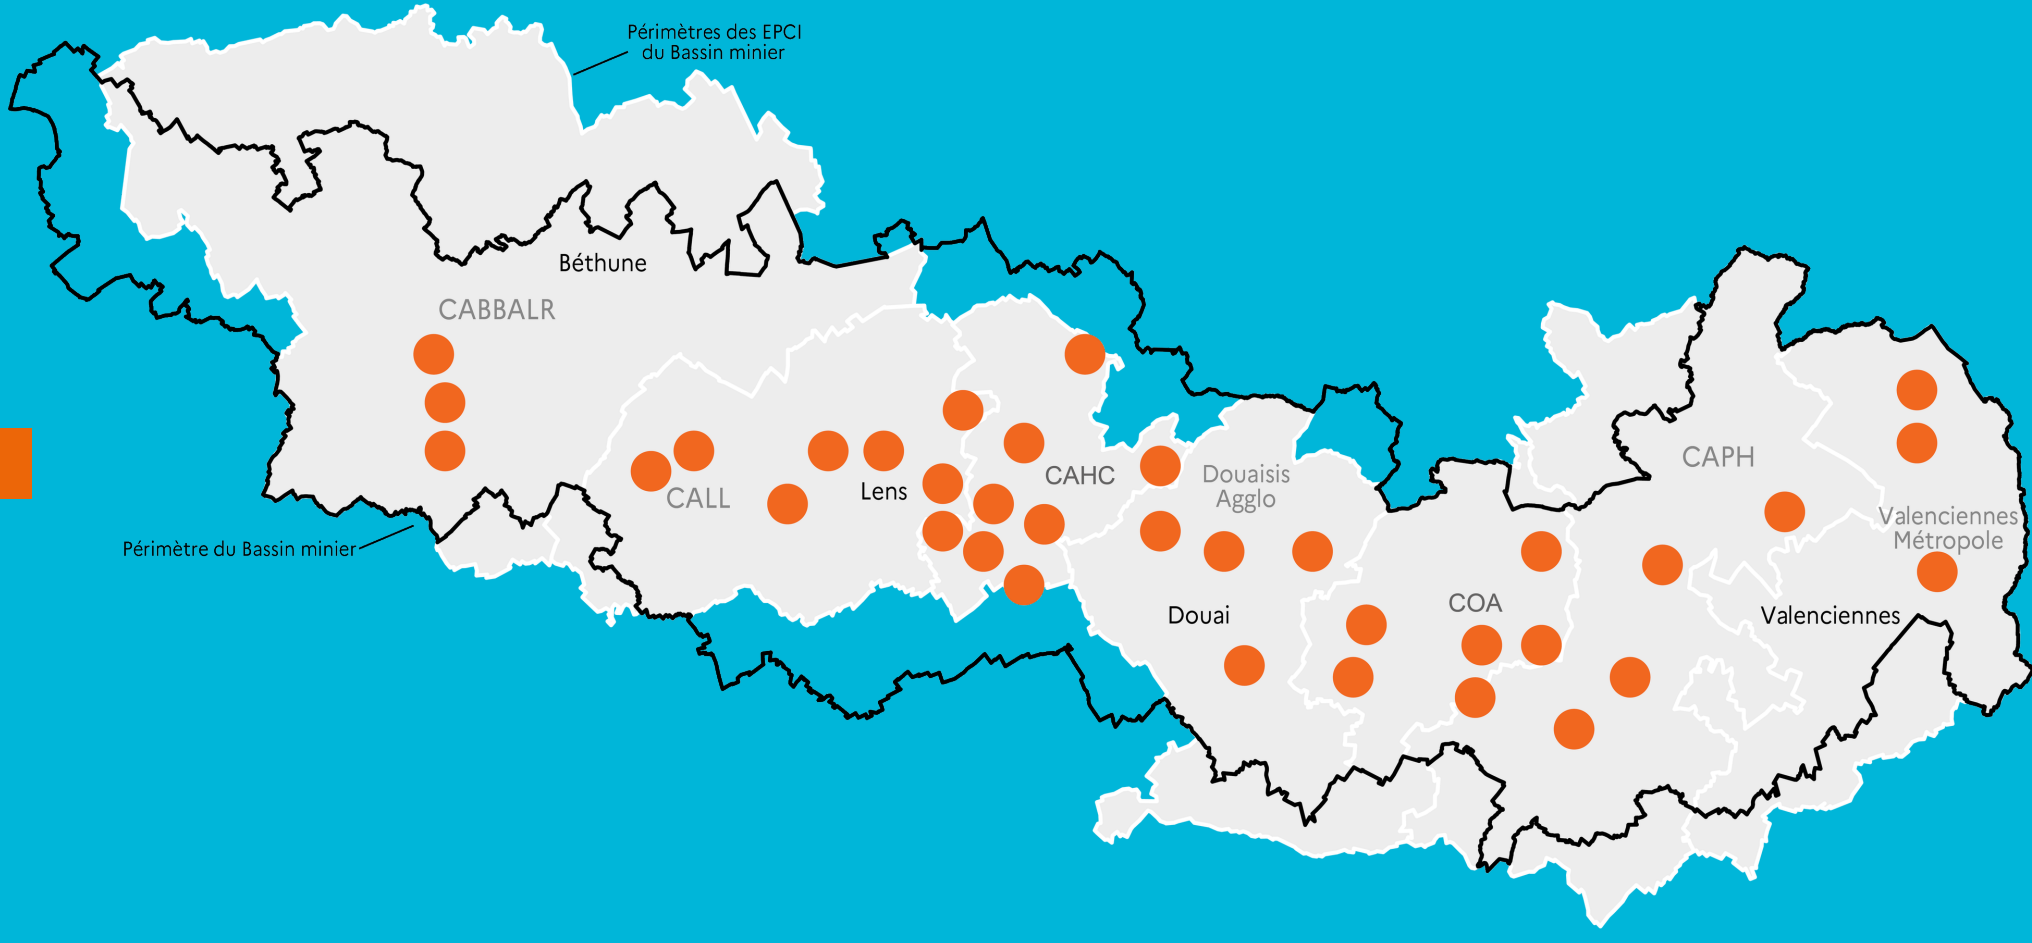 Périmètres des EPCI
du Bassin minier
Béthune
CABBALR
CALL
Lens
CAHC
Douaisis
Agglo
CAPH
Valenciennes
Métropole
Périmètre du Bassin minier
Douai
COA
Valenciennes